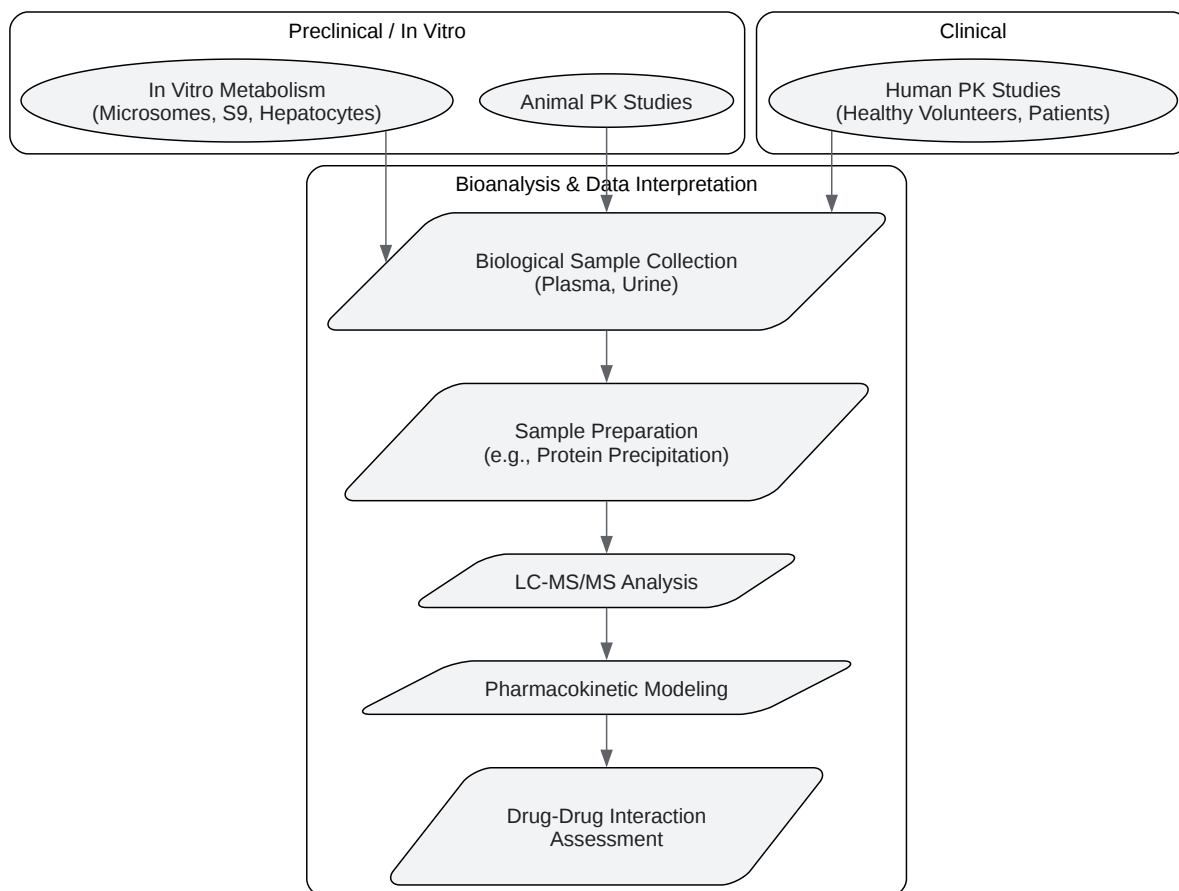 Preclinical / In Vitro
In Vitro Metabolism
(Microsomes, S9, Hepatocytes)
Animal PK Studies
Clinical
Human PK Studies
(Healthy Volunteers, Patients)
Bioanalysis & Data Interpretation
Biological Sample Collection
(Plasma, Urine)
Sample Preparation
(e.g., Protein Precipitation)
LC-MS/MS Analysis
Pharmacokinetic Modeling
Drug-Drug Interaction
Assessment